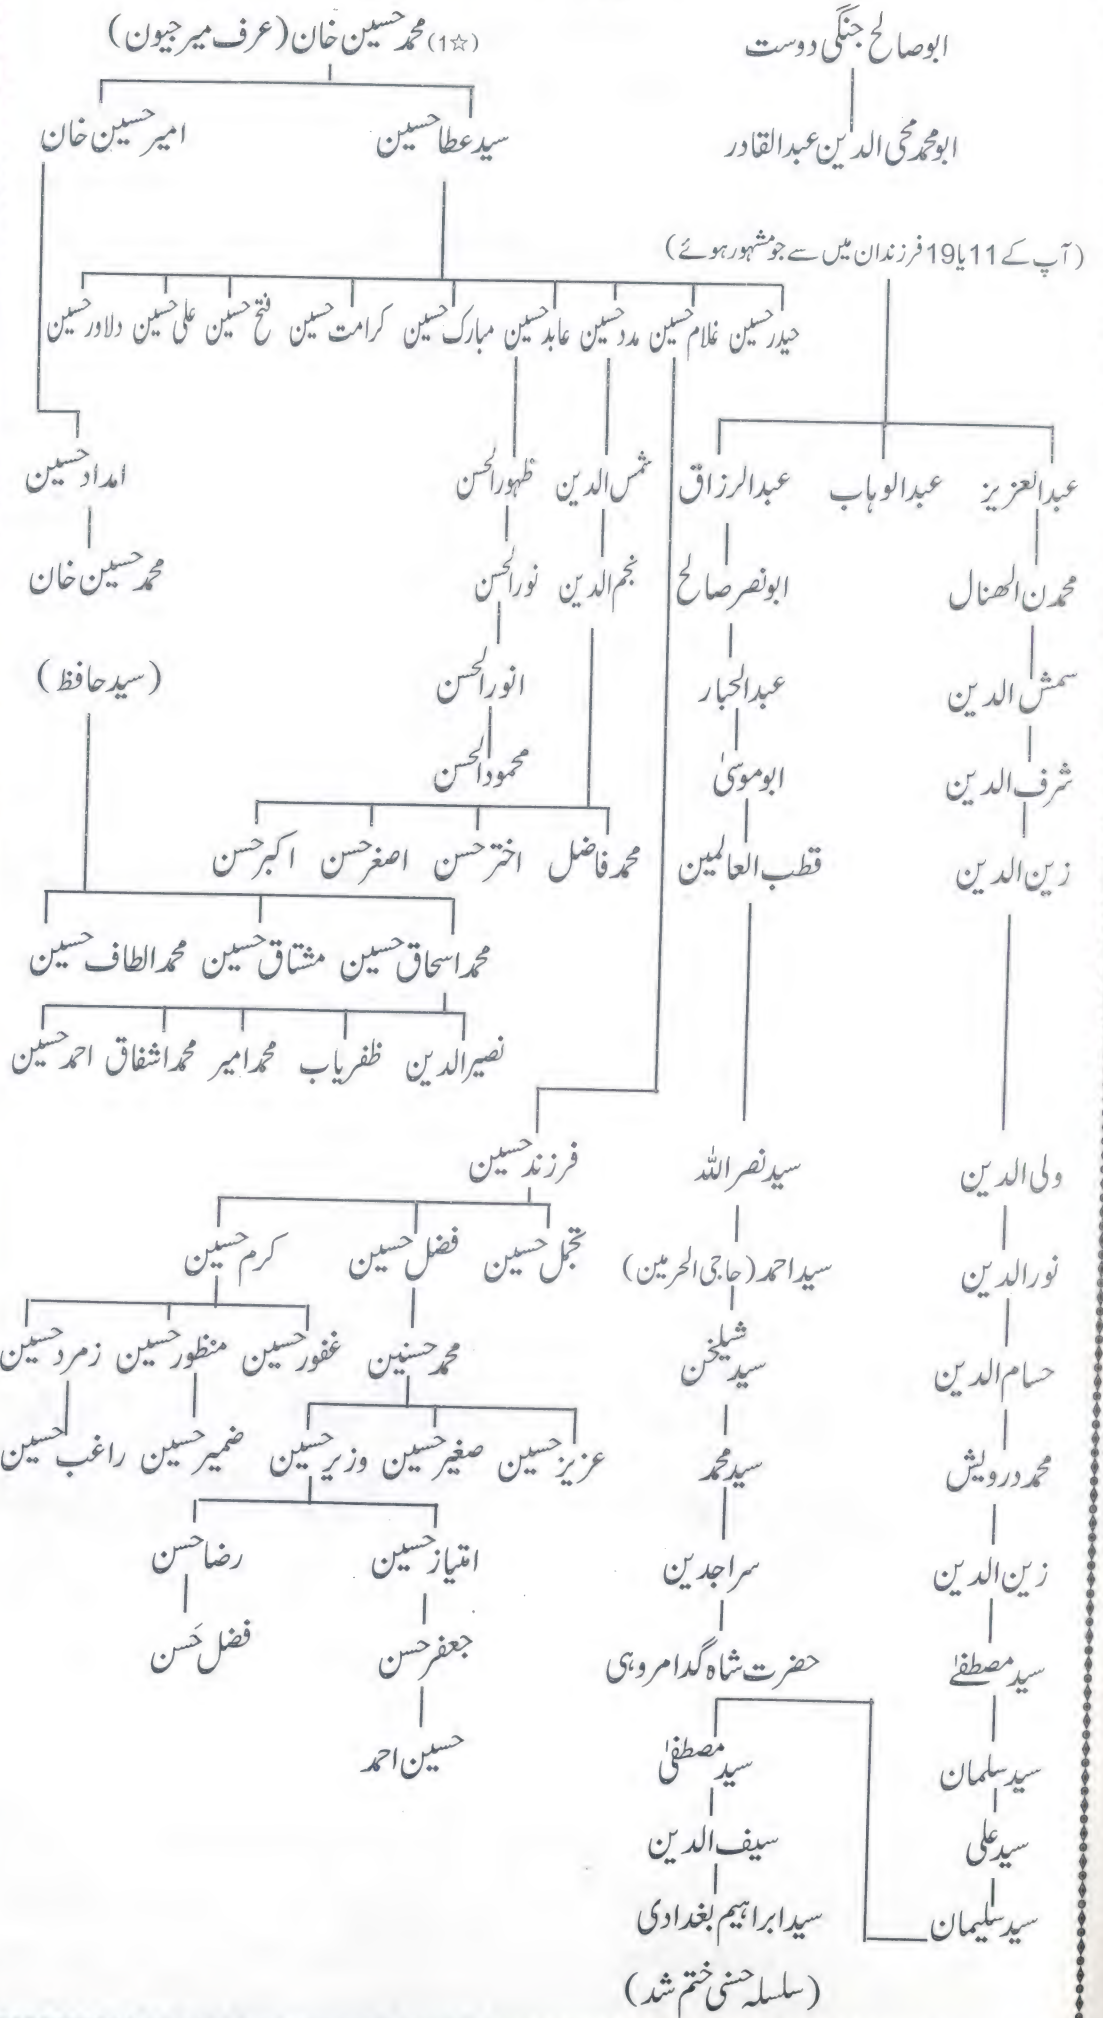 ابوصالح جنگی دوست
(1☆) محمد حسین خان (عرف میر جیون)
ابومحمد محی الدین عبدالقادر
سید عطا حسین
امیر حسین خان
(آپ کے 11 یا 19 فرزندان میں سے جو مشہور ہوئے)
حیدر حسین غلام حسین مدد حسین عابد حسین مبارک حسین کرامت حسین فتح حسین علی حسین دلاور حسین
عبدالعزیز عبدالوہاب عبدالرزاق شمس الدین ظہور الحسن امداد حسین
محمدن الھنال ابونصر صالح نجم الدین نور الحسن محمد حسین خان
سمش الدین عبدالحبار انور الحسن (سید حافظ)
شرف الدین ابوموسیٰ محمود الحسن
زین الدین قطب العالمین محمد فاضل اختر حسن اصغر حسن اکبر حسن
محمد اسحاق حسین مشتاق حسین محمد الطاف حسین
نصیر الدین ظفریاب محمد امیر محمد اشفاق احمد حسین
ولی الدین سید نصر اللہ فرزند حسین
نورالدین سید احمد (حاجی الحرمین) تجمل حسین فضل حسین کرم حسین
حسام الدین سید شیلخن محمد حسنین غفور حسین منظور حسین زمرد حسین
محمد درویش سید محمد عزیز حسین صغیر حسین وزیر حسین ضمیر حسین راغب حسین
زین الدین سراجدین امتیاز حسین رضا حسن
سید مصطفےٰ حضرت شاہ گدا امروہی جعفر حسن فضل حَسن
سید سلمان سید مصطفیٰ حسین احمد
سید علی سیف الدین
سید سلیمان سید ابراہیم بغدادی
(سلسلہ حسنی ختم شد)